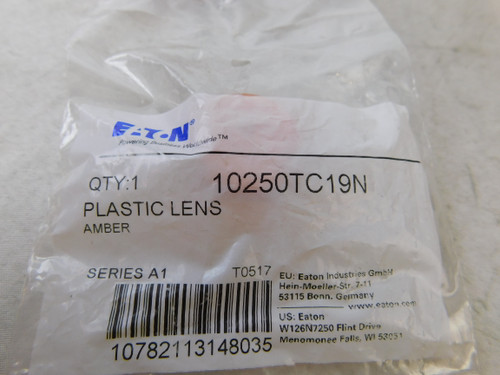 EATON®
Powering Business Worldwide™
QTY:1 10250TC19N
PLASTIC LENS
AMBER
SERIES A1 T0517
EU: Eaton Industries GmbH
Hein-Moeller-Str. 7-11
53115 Bonn, Germany
www.eaton.com
US: Eaton
W126N7250 Flint Drive
Menomonee Falls, WI 53051
10782113148035